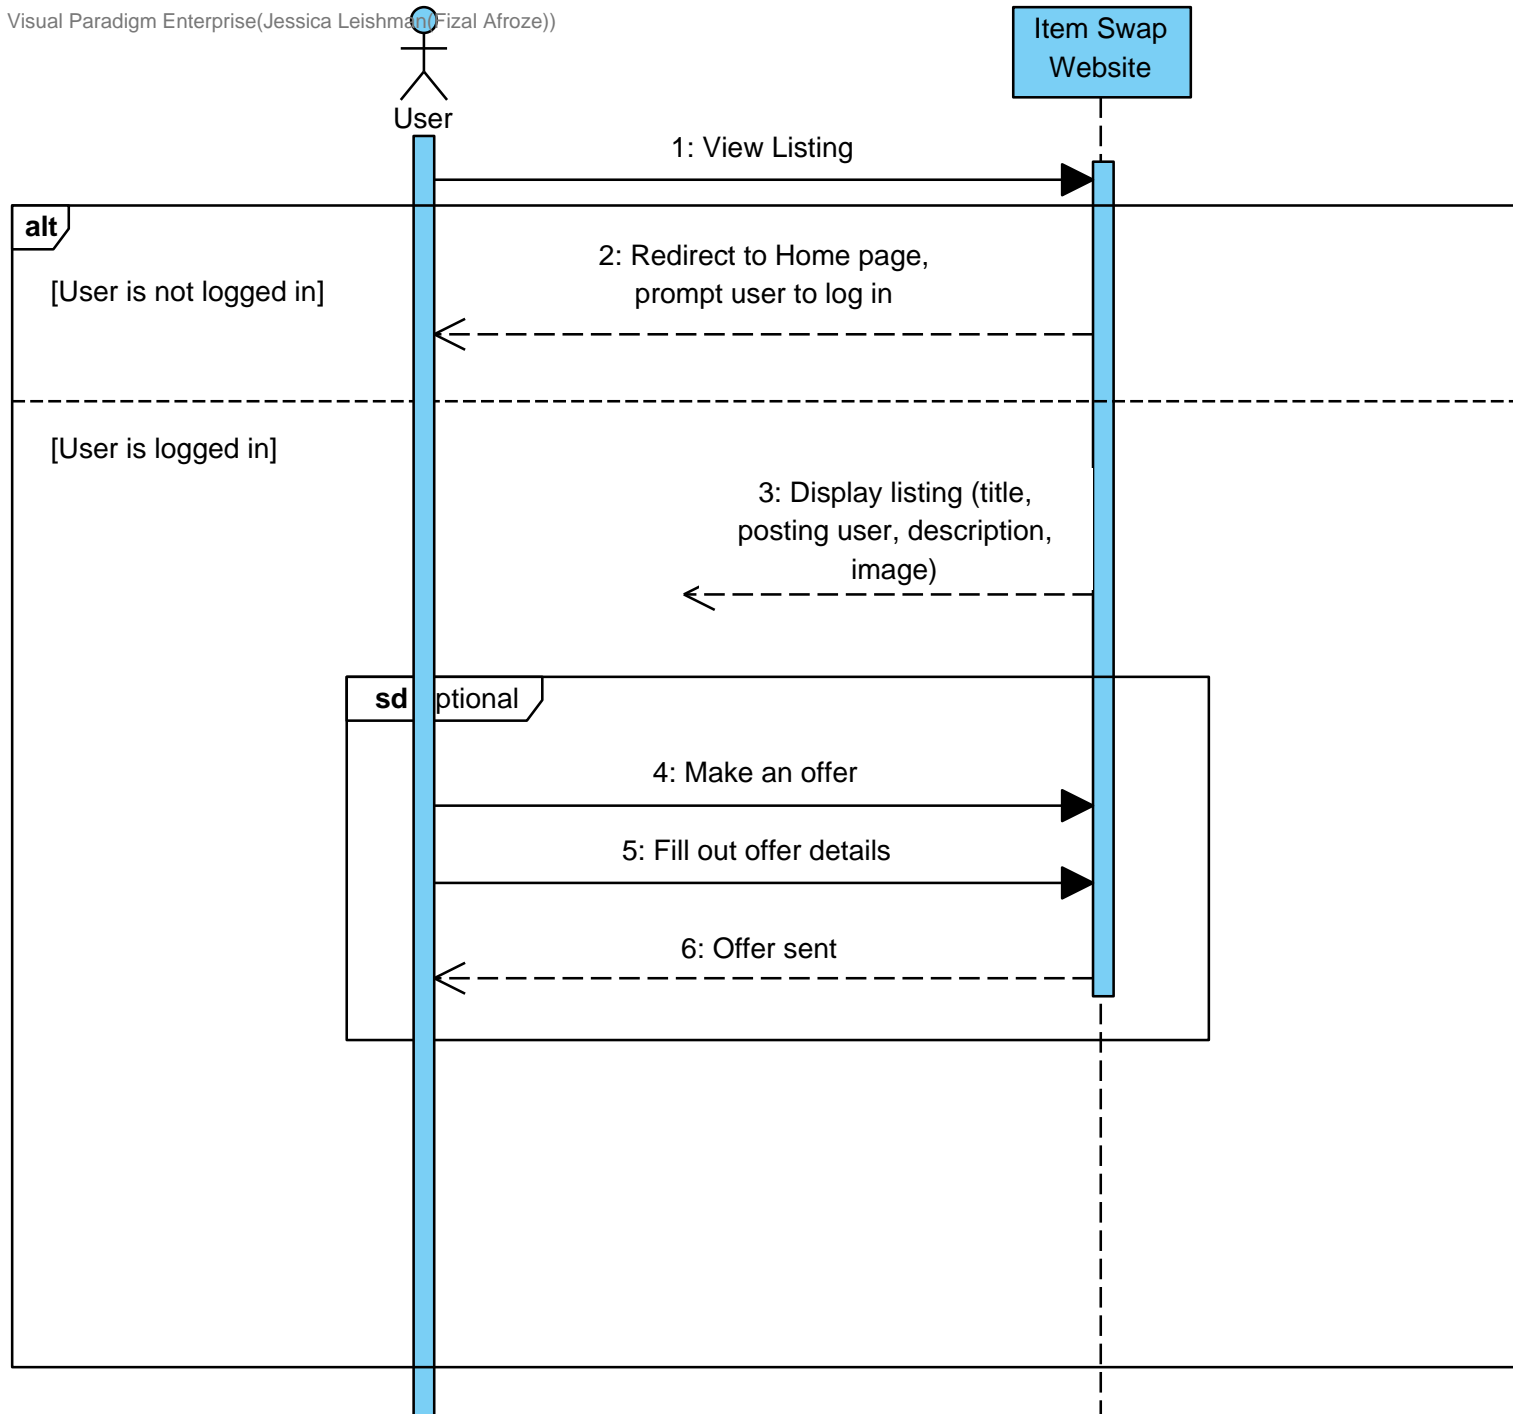 Visual Paradigm Enterprise(Jessica Leishman(Fizal Afroze))
Item Swap
Website
User
1: View Listing
alt
2: Redirect to Home page,
prompt user to log in
[User is not logged in]
[User is logged in]
3: Display listing (title,
posting user, description,
image)
sd ptional
4: Make an offer
5: Fill out offer details
6: Offer sent